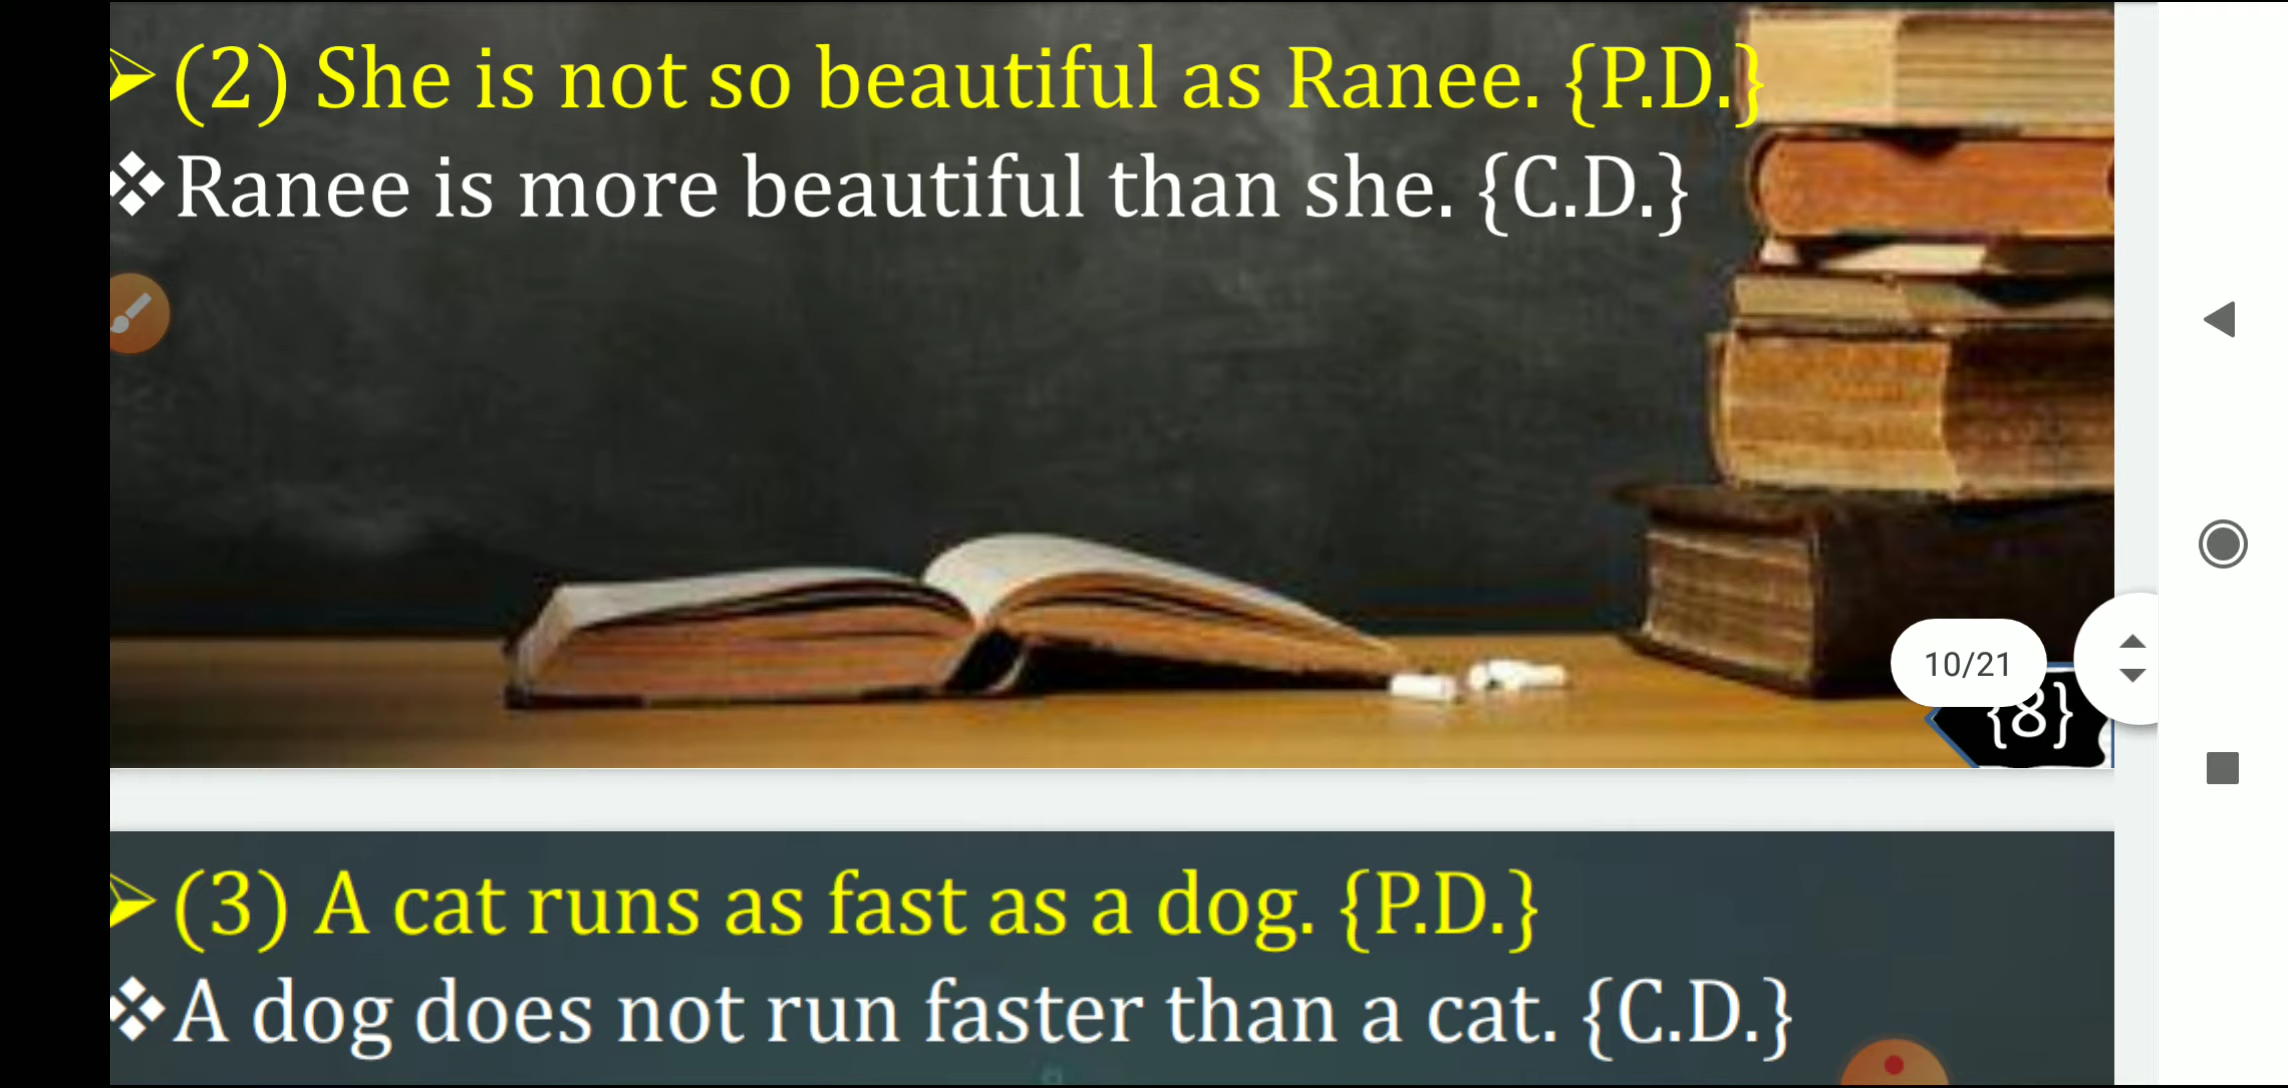 (2) She is not so beautiful as Ranee. {P.D.}
Ranee is more beautiful than she. {C.D.}
10/21
{8}
(3) A cat runs as fast as a dog. {P.D.}
A dog does not run faster than a cat. {C.D.}